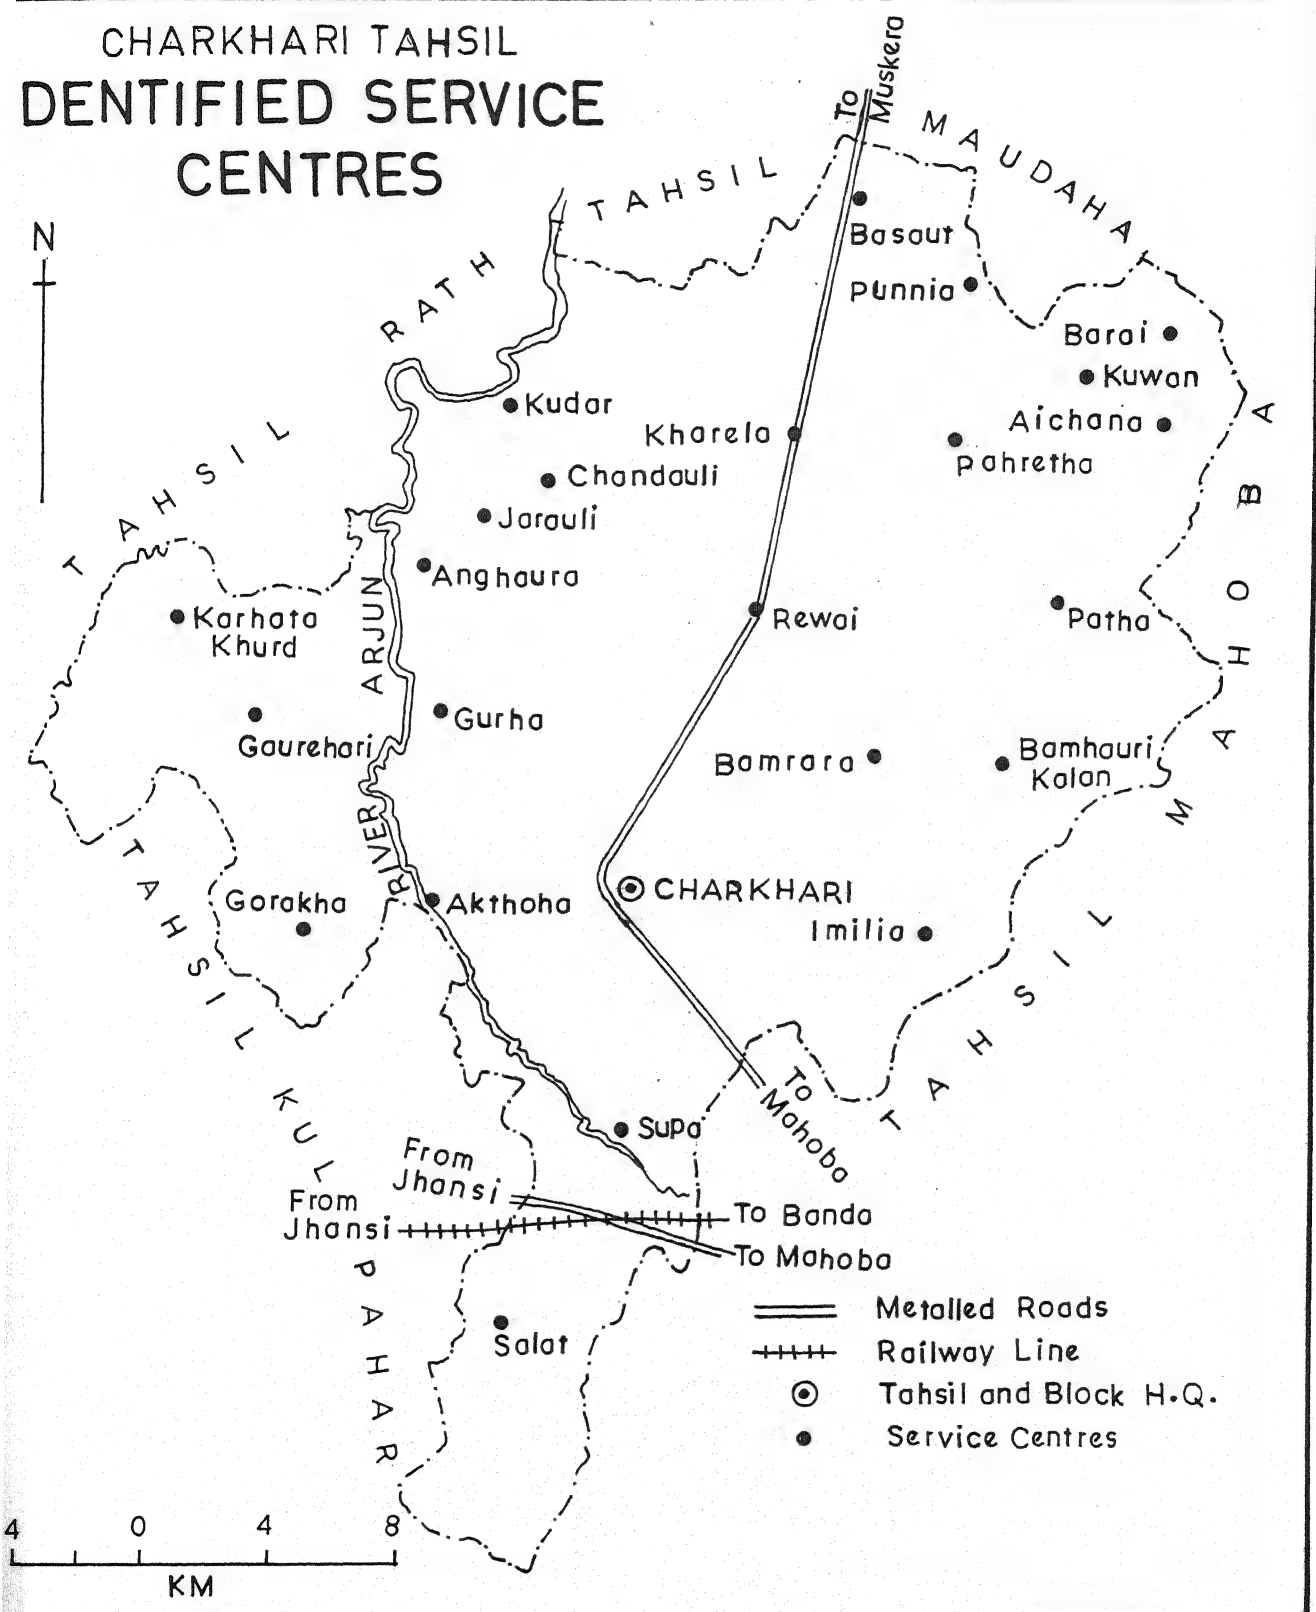 CHARKHARI TAHSIL
DENTIFIED SERVICE
CENTRES
N
To
Muskera
MAUDAHA
RATH TAHSIL
Basaut
Punnia
Barai
Kuwan
Aichana
Kudar
Kharela
Pahretha
Chandauli
Jarauli
Anghaura
TAHSIL
Karhata
Khurd
RIVER ARJUN
Rewai
Patha
MAHOBA
Gurha
Gaurehari
Bamrara
Bamhauri
Kalan
CHARKHARI
Gorakha
Akthoha
Imilia
TAHSIL
TAHSIL KULPAHAR
To
Mahoba
Supa
From
Jhansi
From
Jhansi
To Banda
To Mahoba
Salat
Metalled Roads
Railway Line
Tahsil and Block H.Q.
Service Centres
4 0 4 8
KM